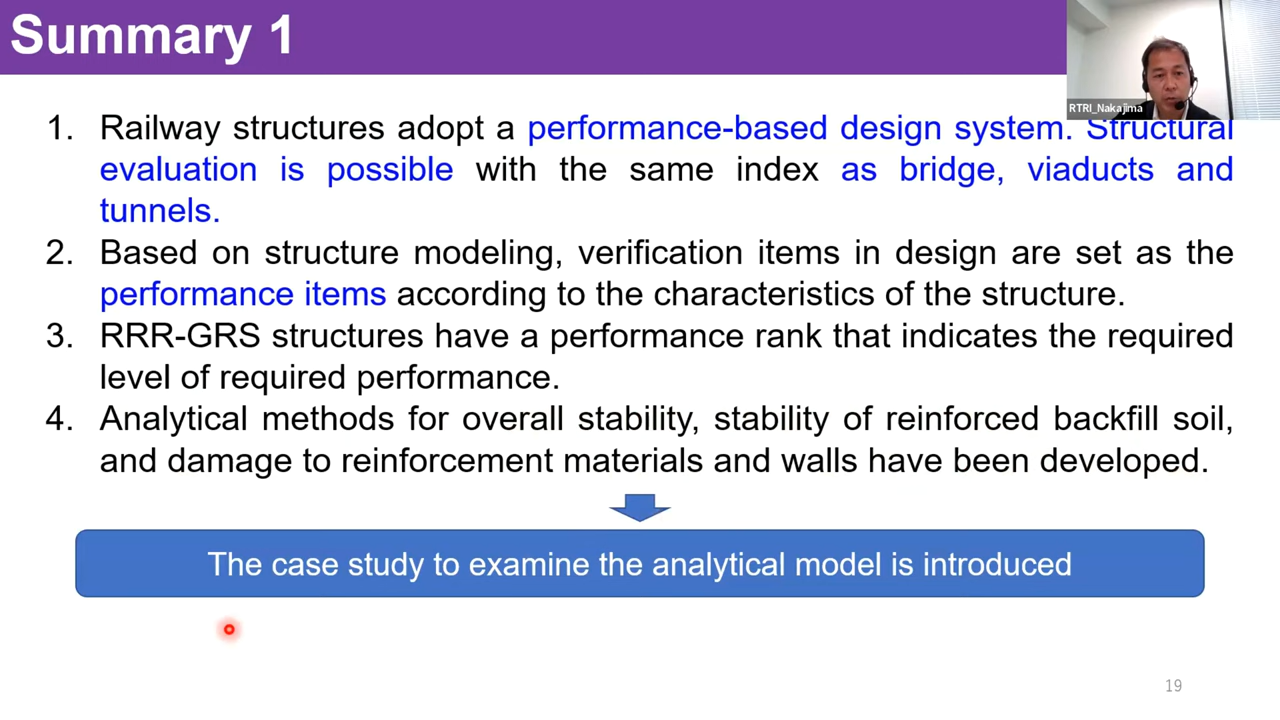 Summary 1
RTRI_Nakajima
1. Railway structures adopt a performance-based design system. Structural
evaluation is possible with the same index as bridge, viaducts and
tunnels.
2. Based on structure modeling, verification items in design are set as the
performance items according to the characteristics of the structure.
3. RRR-GRS structures have a performance rank that indicates the required
level of required performance.
4. Analytical methods for overall stability, stability of reinforced backfill soil,
and damage to reinforcement materials and walls have been developed.
The case study to examine the analytical model is introduced
19